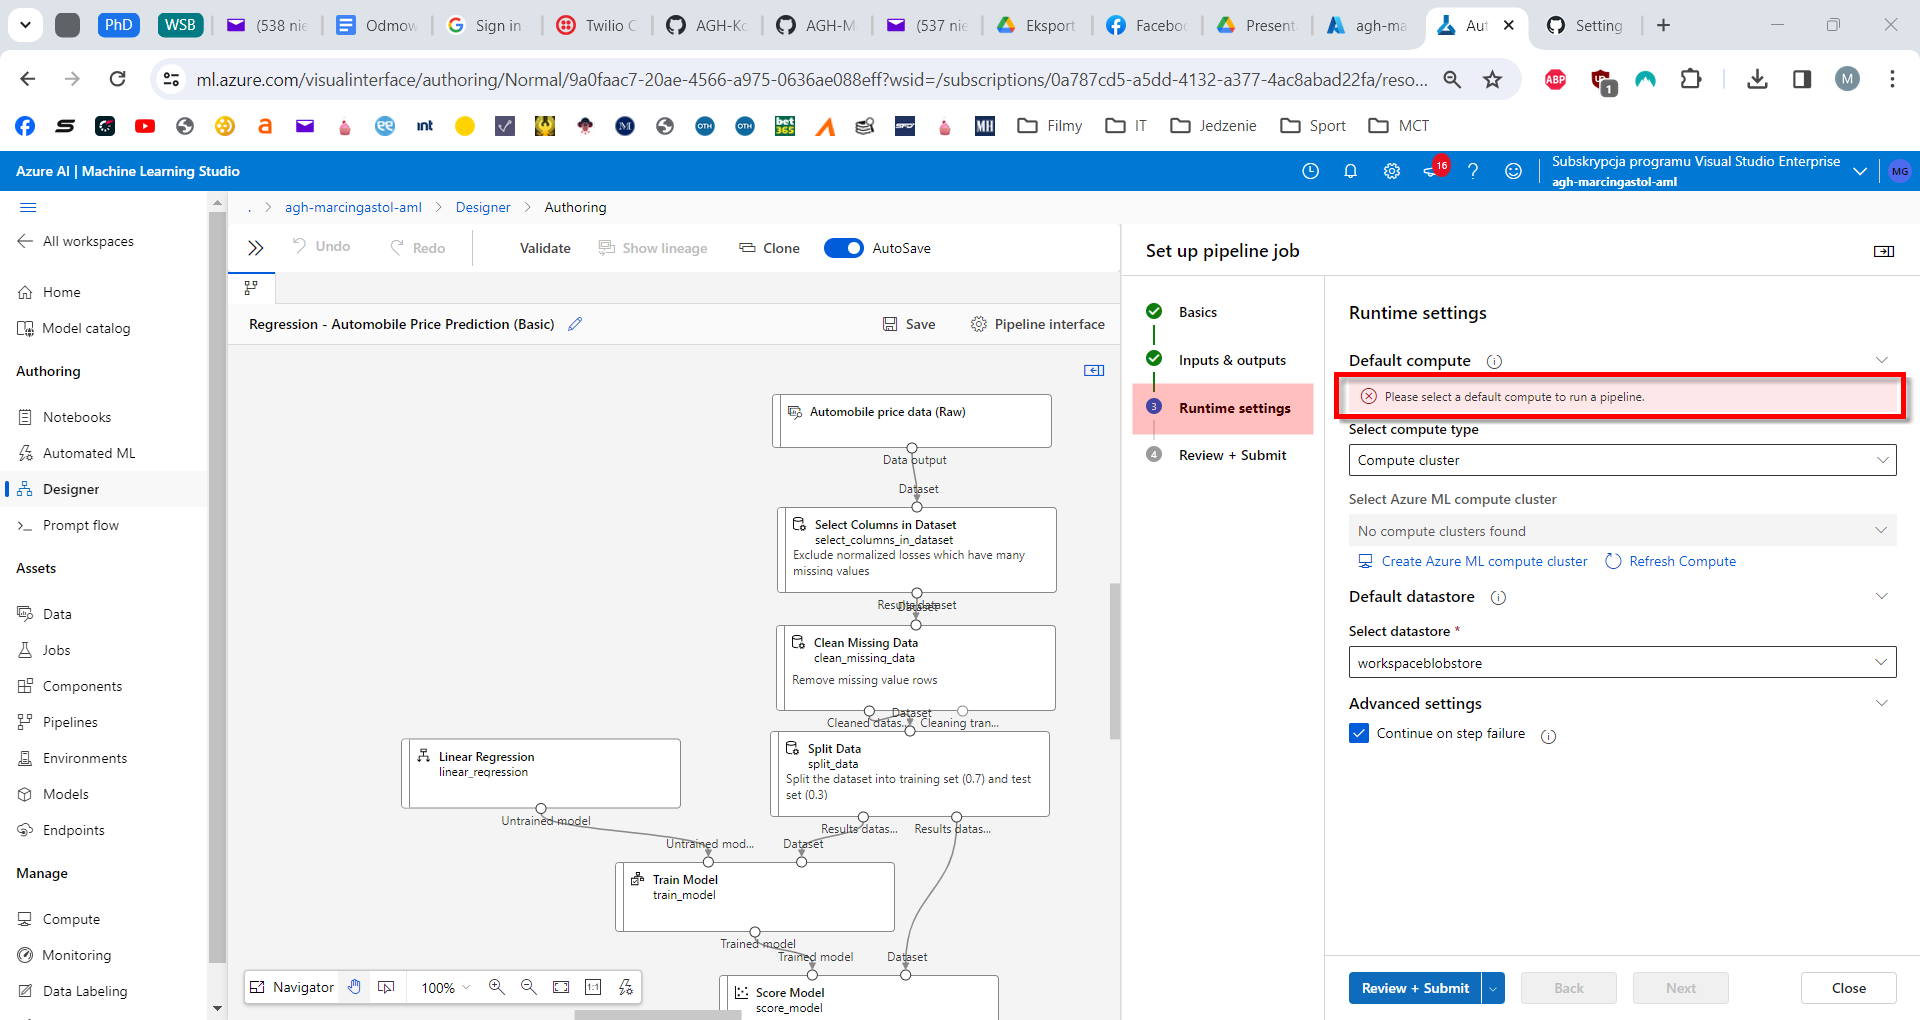 PhD
WSB
(538 nie
Odmow
Sign in
Twilio C
AGH-Ko
AGH-M
(537 nie
Eksport
Facebo
Present
agh-ma
Aut
Setting
ml.azure.com/visualinterface/authoring/Normal/9a0faac7-20ae-4566-a975-0636ae088eff?wsid=/subscriptions/0a787cd5-a5dd-4132-a377-4ac8abad22fa/reso...
ABP
1
M
int
OTH
OTH
bet365
MH
Filmy
IT
Jedzenie
Sport
MCT
Azure AI | Machine Learning Studio
16
Subskrypcja programu Visual Studio Enterprise
agh-marcingastol-aml
MG
All workspaces
Home
Model catalog
Authoring
Notebooks
Automated ML
Designer
Prompt flow
Assets
Data
Jobs
Components
Pipelines
Environments
Models
Endpoints
Manage
Compute
Monitoring
Data Labeling
. > agh-marcingastol-aml > Designer > Authoring
Undo
Redo
Validate
Show lineage
Clone
AutoSave
Regression - Automobile Price Prediction (Basic)
Save
Pipeline interface
Automobile price data (Raw)
Data output
Dataset
Select Columns in Dataset
select_columns_in_dataset
Exclude normalized losses which have many
missing values
Results dataset
Dataset
Clean Missing Data
clean_missing_data
Remove missing value rows
Dataset
Cleaned datas...
Cleaning tran...
Split Data
split_data
Split the dataset into training set (0.7) and test
set (0.3)
Results datas...
Results datas...
Linear Regression
linear_regression
Untrained model
Untrained mod...
Dataset
Train Model
train_model
Trained model
Trained model
Dataset
Score Model
score_model
Navigator
100%
1:1
Set up pipeline job
Basics
Inputs & outputs
3
Runtime settings
4
Review + Submit
Runtime settings
Default compute
Please select a default compute to run a pipeline.
Select compute type
Compute cluster
Select Azure ML compute cluster
No compute clusters found
Create Azure ML compute cluster
Refresh Compute
Default datastore
Select datastore *
workspaceblobstore
Advanced settings
Continue on step failure
Review + Submit
Back
Next
Close